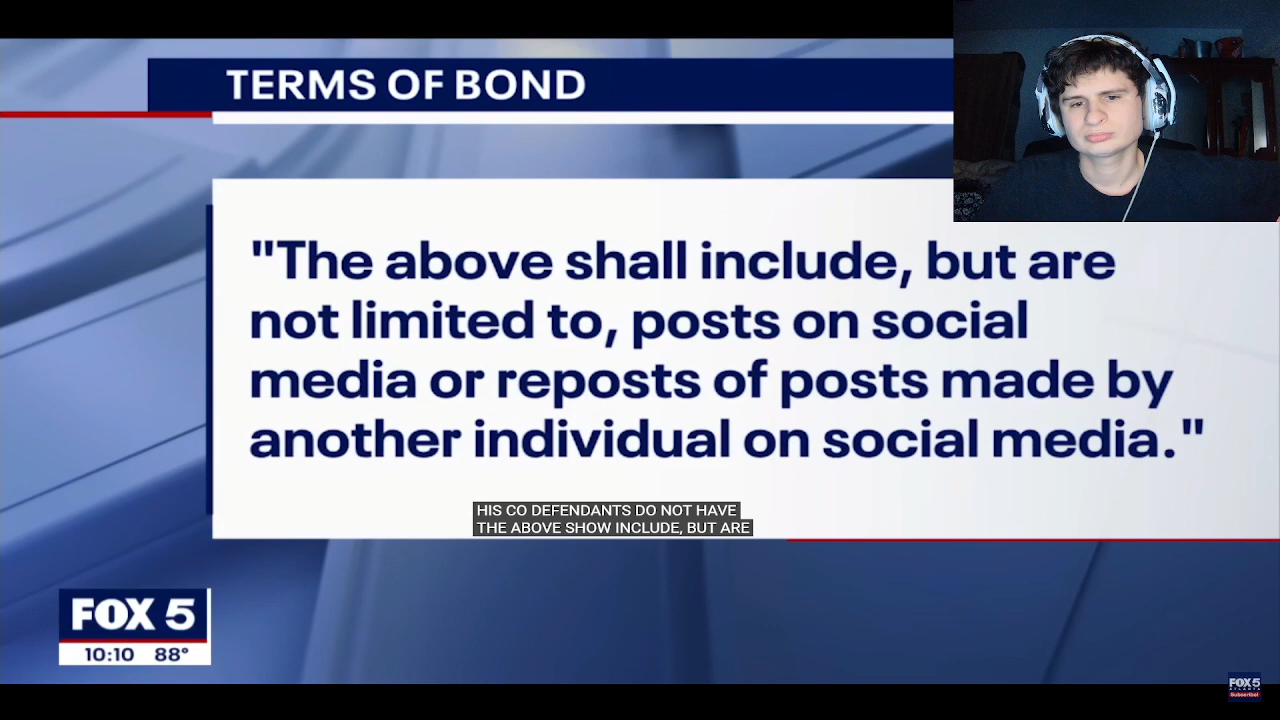 TERMS OF BOND
"The above shall include, but are
not limited to, posts on social
media or reposts of posts made by
another individual on social media."
HIS CO DEFENDANTS DO NOT HAVE
THE ABOVE SHOW INCLUDE, BUT ARE
FOX 5
10:10 88°
FOX 5
ATLANTA
Subscribe!